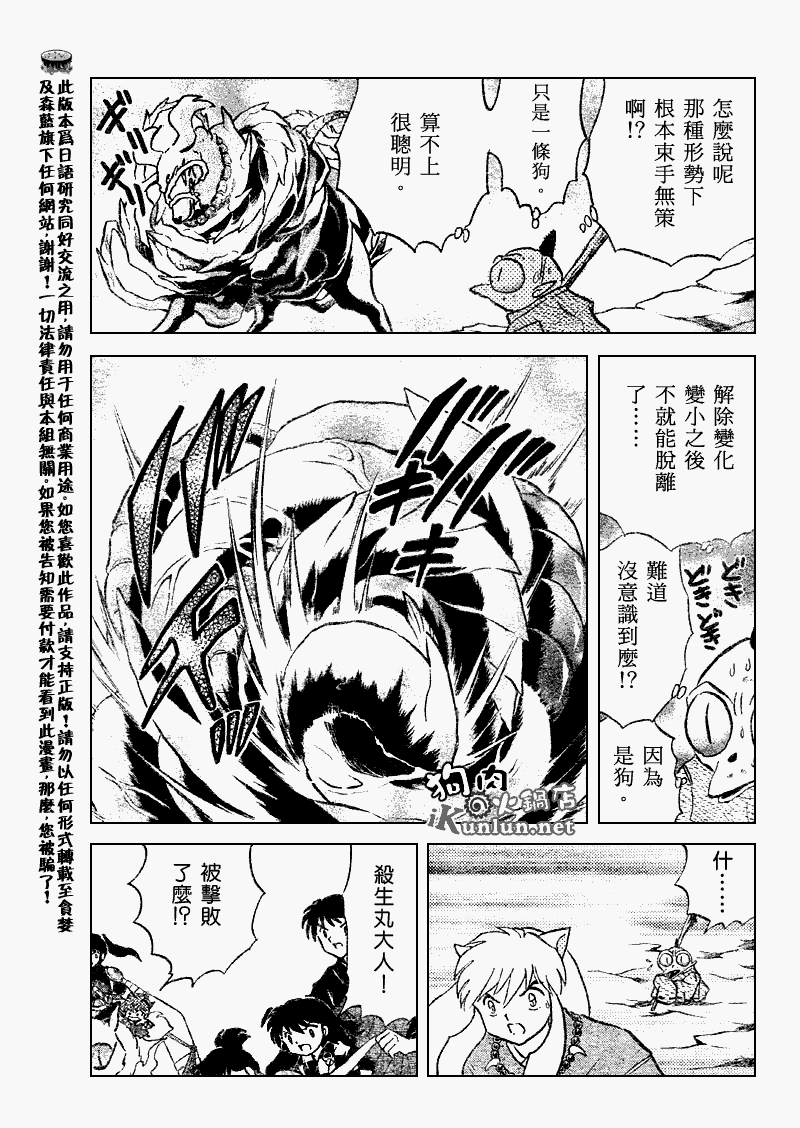 怎麼說呢
那種形勢下
根本束手無策
啊!?
只是一條狗。
算不上
很聰明。
ギギギ
解除變化
變小之後
不就能脫離
了……
難道
沒意識到麼!?
因為
是狗。
什……
殺生丸大人!
被擊敗
了麼!?
狗肉
火鍋店
iKunlun.net
此版本爲日語研究同好交流之用,請勿用于任何商業用途。如您喜歡此作品,請支持正版!請勿以任何形式轉載至貪婪
及森藍旗下任何網站,謝謝!一切法律責任與本組無關。如果您被告知需要付款才能看到此漫畫,那麼,您被騙了!